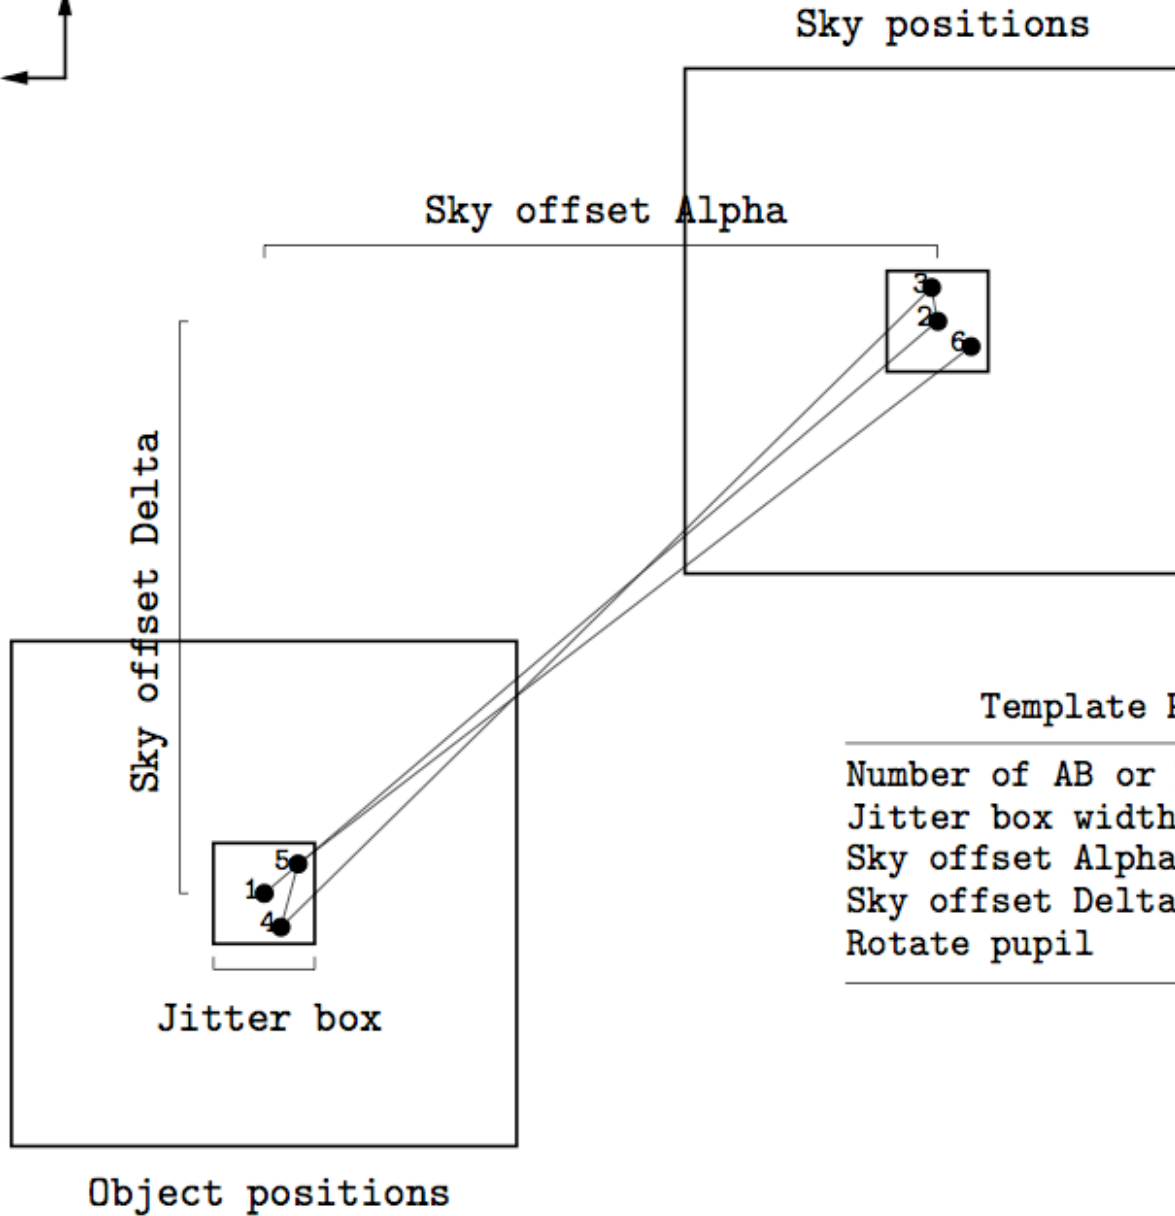 Sky positions
Sky offset Alpha
3
2
6
Sky offset Delta
5
1
4
Jitter box
Object positions
Template
Number of AB or
Jitter box width
Sky offset Alpha
Sky offset Delta
Rotate pupil